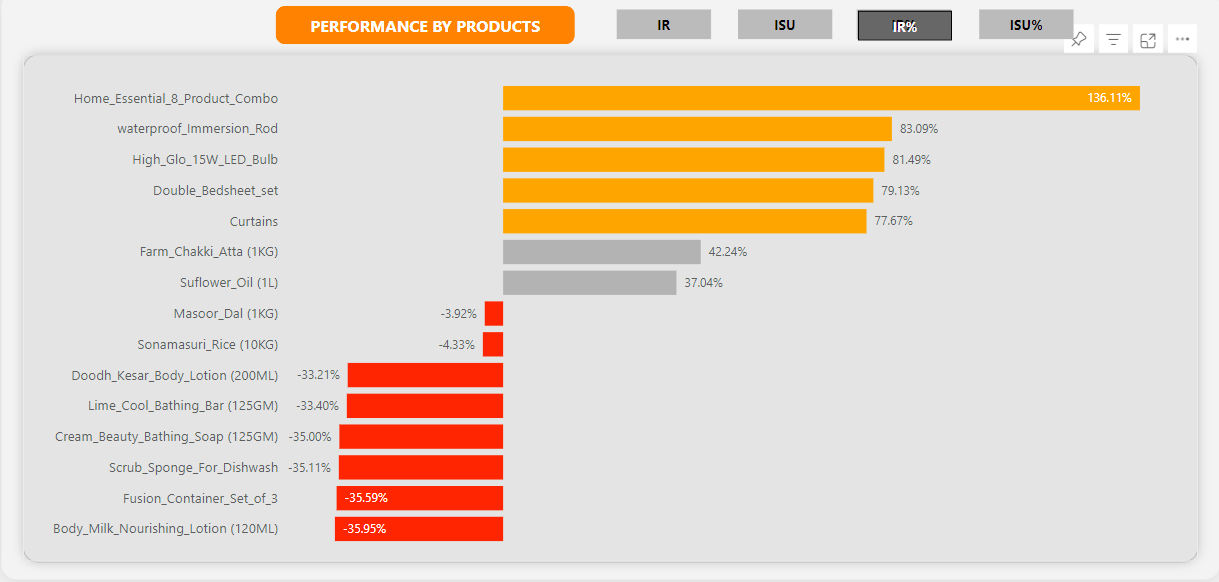 PERFORMANCE BY PRODUCTS
IR
ISU
IR%
ISU%
Home_Essential_8_Product_Combo 136.11%
waterproof_Immersion_Rod 83.09%
High_Glo_15W_LED_Bulb 81.49%
Double_Bedsheet_set 79.13%
Curtains 77.67%
Farm_Chakki_Atta (1KG) 42.24%
Suflower_Oil (1L) 37.04%
Masoor_Dal (1KG) -3.92%
Sonamasuri_Rice (10KG) -4.33%
Doodh_Kesar_Body_Lotion (200ML) -33.21%
Lime_Cool_Bathing_Bar (125GM) -33.40%
Cream_Beauty_Bathing_Soap (125GM) -35.00%
Scrub_Sponge_For_Dishwash -35.11%
Fusion_Container_Set_of_3 -35.59%
Body_Milk_Nourishing_Lotion (120ML) -35.95%